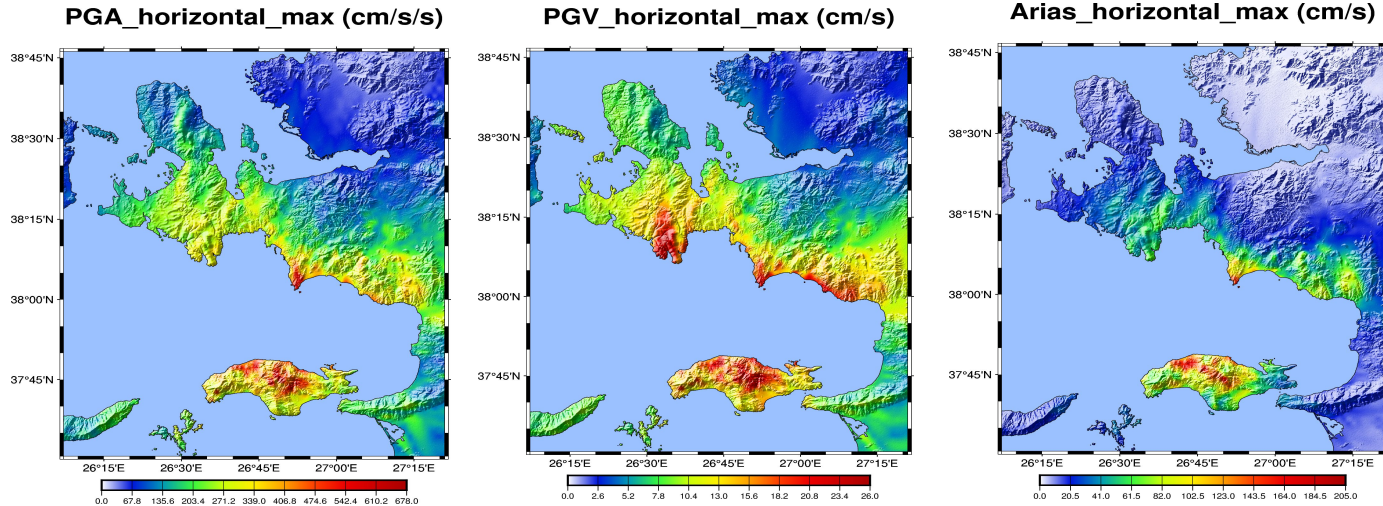 PGA_horizontal_max (cm/s/s)
38°45'N
38°30'N
38°15'N
38°00'N
37°45'N
26°15'E 26°30'E 26°45'E 27°00'E 27°15'E
0.0 67.8 135.6 203.4 271.2 339.0 406.8 474.6 542.4 610.2 678.0
PGV_horizontal_max (cm/s)
38°45'N
38°30'N
38°15'N
38°00'N
37°45'N
26°15'E 26°30'E 26°45'E 27°00'E 27°15'E
0.0 2.6 5.2 7.8 10.4 13.0 15.6 18.2 20.8 23.4 26.0
Arias_horizontal_max (cm/s)
38°45'N
38°30'N
38°15'N
38°00'N
37°45'N
26°15'E 26°30'E 26°45'E 27°00'E 27°15'E
0.0 20.5 41.0 61.5 82.0 102.5 123.0 143.5 164.0 184.5 205.0